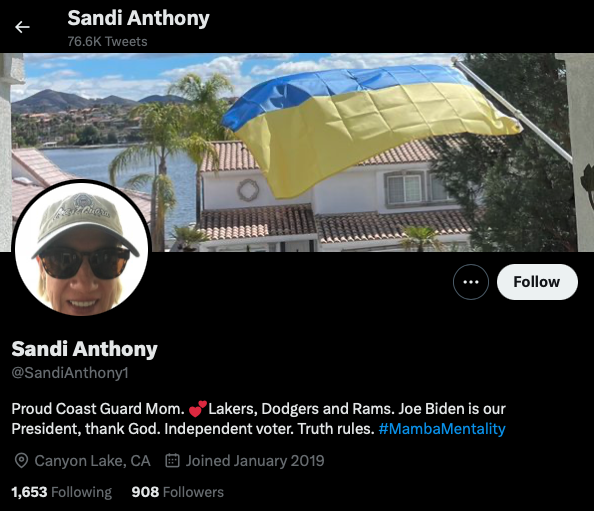 Sandi Anthony
76.6K Tweets
Follow
Sandi Anthony
@SandiAnthony1
Proud Coast Guard Mom. 💕Lakers, Dodgers and Rams. Joe Biden is our
President, thank God. Independent voter. Truth rules. #MambaMentality
Canyon Lake, CA Joined January 2019
1,653 Following 908 Followers